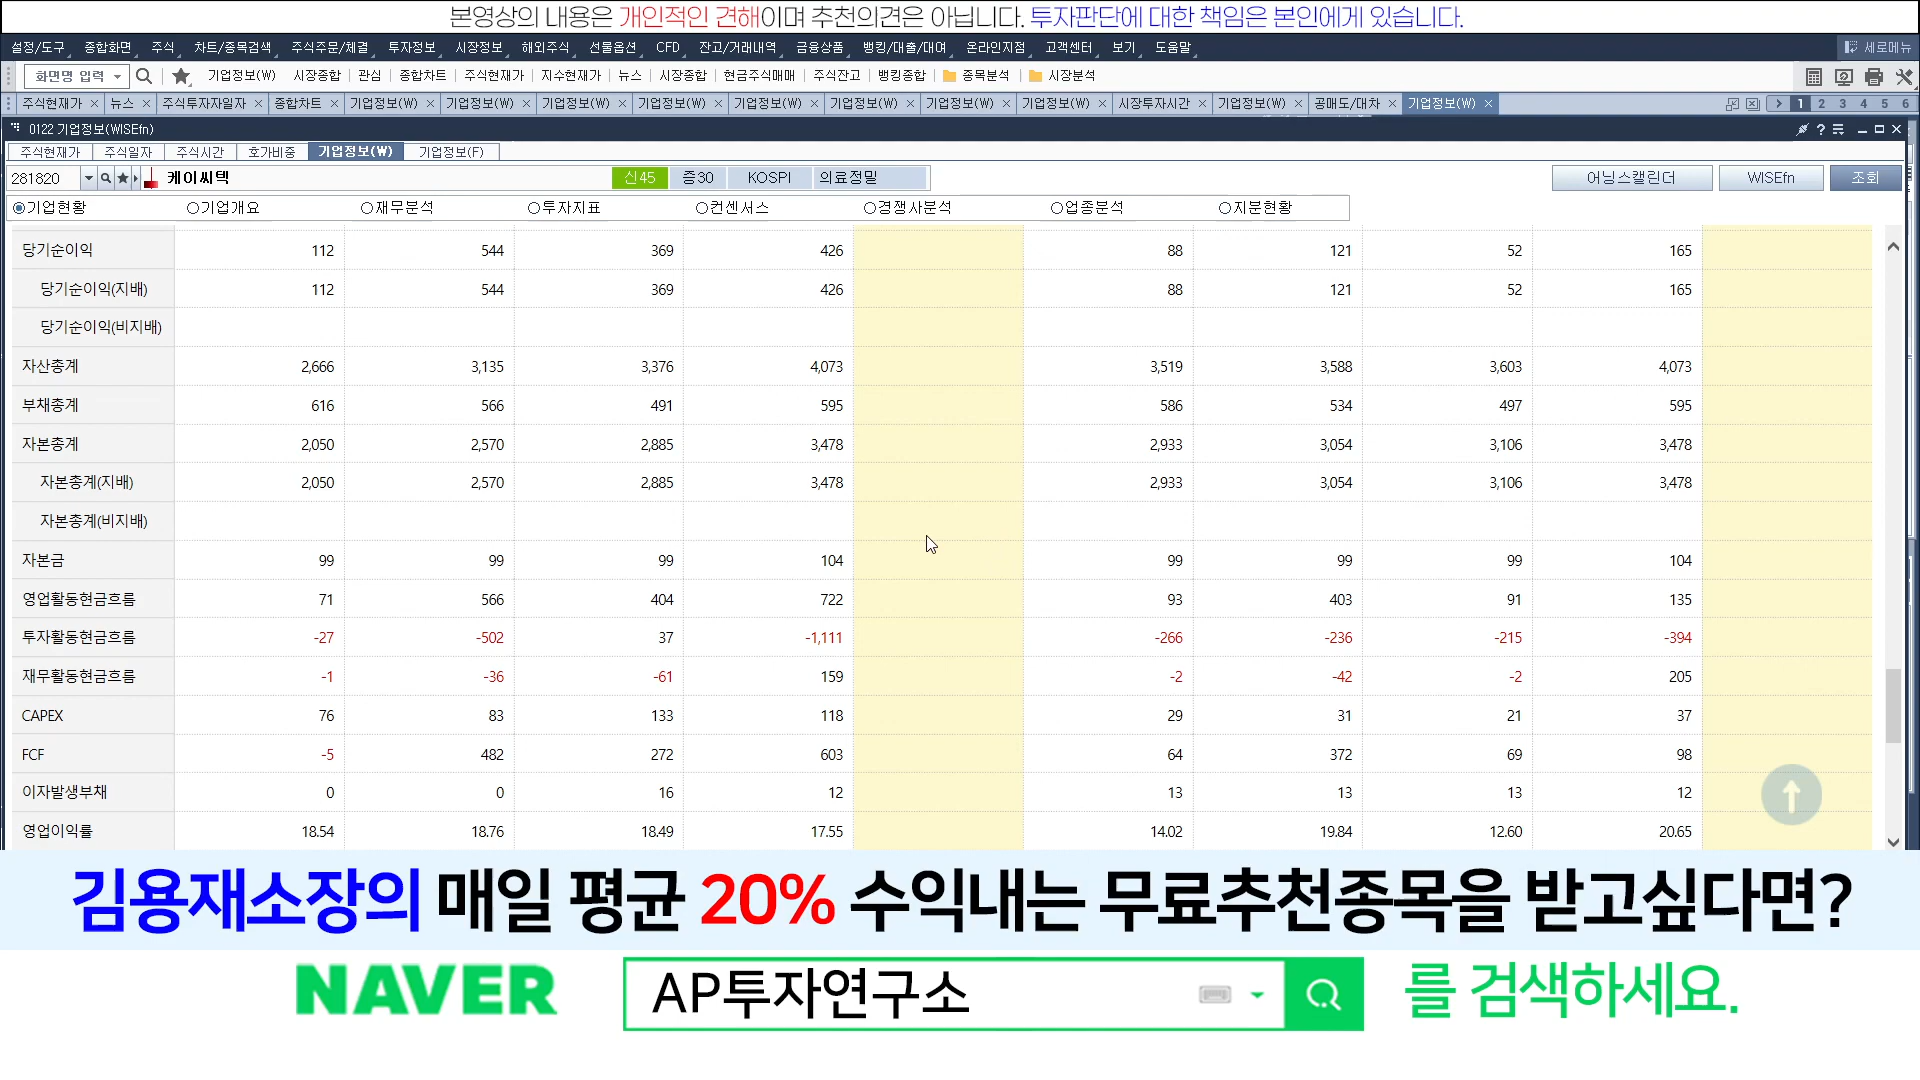 본영상의 내용은 개인적인 견해이며 추천의견은 아닙니다. 투자판단에 대한 책임은 본인에게 있습니다.
설정/도구 종합화면 주식 차트/종목검색 주식주문/체결 투자정보 시장정보 해외주식 선물옵션 CFD 잔고/거래내역 금융상품 뱅킹/대출/대여 온라인지점 고객센터 보기 도움말 세로메뉴
화면명 입력 기업정보(W) 시장종합 관심 종합차트 주식현재가 지수현재가 뉴스 시장종합 현금주식매매 주식잔고 뱅킹종합 종목분석 시장분석
주식현재가 × 뉴스 × 주식투자자일자 × 종합차트 × 기업정보(W) × 기업정보(W) × 기업정보(W) × 기업정보(W) × 기업정보(W) × 기업정보(W) × 기업정보(W) × 기업정보(W) × 시장투자시간 × 기업정보(W) × 공매도/대차 × 기업정보(W) × 1 2 3 4 5 6
0122 기업정보(WISEfn)
주식현재가 주식일자 주식시간 호가비중 기업정보(W) 기업정보(F)
281820 케이씨텍 신45 증30 KOSPI 의료정밀 어닝스캘린더 WISEfn 조회
기업현황 기업개요 재무분석 투자지표 컨센서스 경쟁사분석 업종분석 지분현황
당기순이익 112 544 369 426 88 121 52 165
당기순이익(지배) 112 544 369 426 88 121 52 165
당기순이익(비지배)
자산총계 2,666 3,135 3,376 4,073 3,519 3,588 3,603 4,073
부채총계 616 566 491 595 586 534 497 595
자본총계 2,050 2,570 2,885 3,478 2,933 3,054 3,106 3,478
자본총계(지배) 2,050 2,570 2,885 3,478 2,933 3,054 3,106 3,478
자본총계(비지배)
자본금 99 99 99 104 99 99 99 104
영업활동현금흐름 71 566 404 722 93 403 91 135
투자활동현금흐름 -27 -502 37 -1,111 -266 -236 -215 -394
재무활동현금흐름 -1 -36 -61 159 -2 -42 -2 205
CAPEX 76 83 133 118 29 31 21 37
FCF -5 482 272 603 64 372 69 98
이자발생부채 0 0 16 12 13 13 13 12
영업이익률 18.54 18.76 18.49 17.55 14.02 19.84 12.60 20.65
김용재소장의 매일 평균 20% 수익내는 무료추천종목을 받고싶다면?
NAVER AP투자연구소 를 검색하세요.